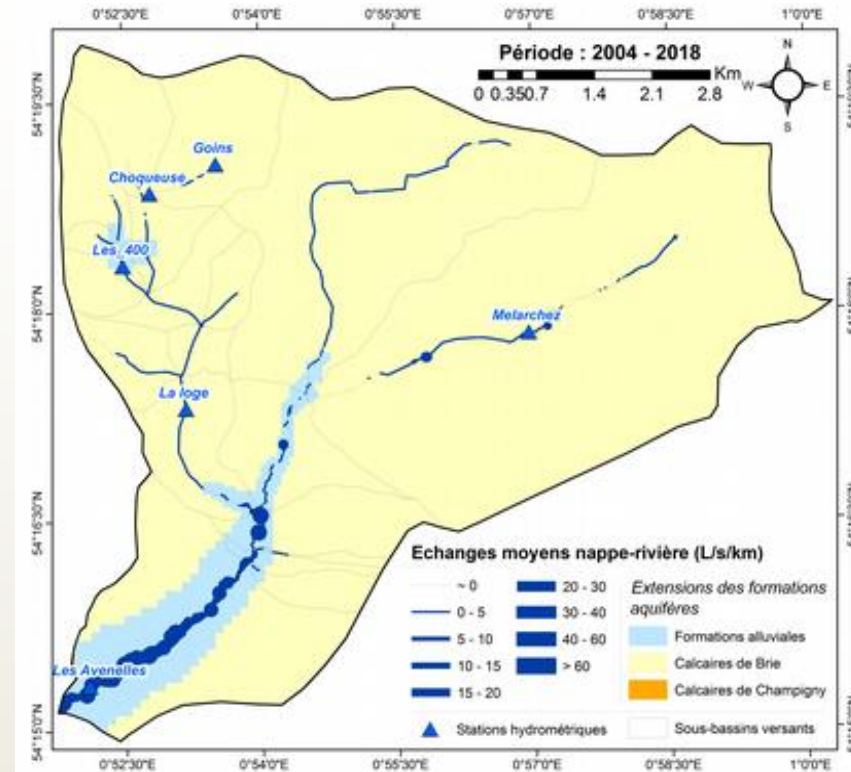 0°52'30"E 0°54'0"E 0°55'30"E 0°57'0"E 0°58'30"E 1°0'0"E
Période : 2004 - 2018
Km
0 0.350.7 1.4 2.1 2.8
N
W E
S
54°19'30"N
Goins
Choqueuse
Les_400
54°18'0"N
Melarchez
La loge
54°16'30"N
Echanges moyens nappe-rivière (L/s/km)
~ 0
0 - 5
5 - 10
10 - 15
15 - 20
20 - 30
30 - 40
40 - 60
> 60
Extensions des formations
aquifères
Formations alluviales
Calcaires de Brie
Calcaires de Champigny
Stations hydrométriques
Sous-bassins versants
Les Avenelles
54°15'0"N
0°52'30"E 0°54'0"E 0°55'30"E 0°57'0"E 0°58'30"E 1°0'0"E